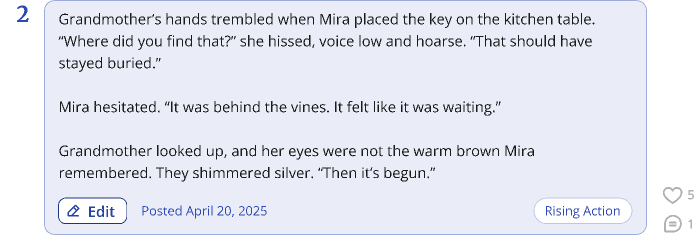 2
Grandmother’s hands trembled when Mira placed the key on the kitchen table.
“Where did you find that?” she hissed, voice low and hoarse. “That should have
stayed buried.”
Mira hesitated. “It was behind the vines. It felt like it was waiting.”
Grandmother looked up, and her eyes were not the warm brown Mira
remembered. They shimmered silver. “Then it’s begun.”
Edit Posted April 20, 2025 Rising Action
5
1